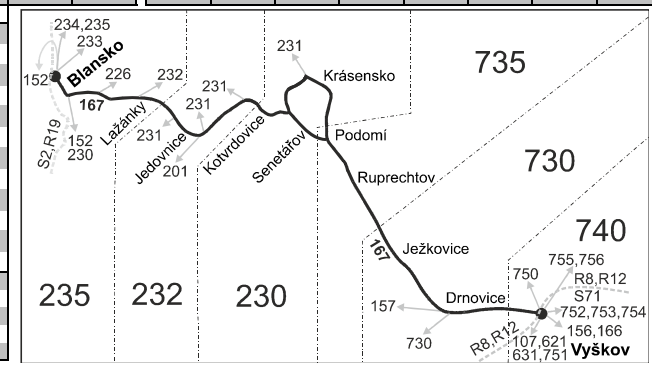 234,235
233
Blansko
152
226
232
167
Lažánky
231
152
230
S2,R19
231
231
Jedovnice
201
Kotvrdovice
231
Krásensko
Senetářov
Podomí
735
Ruprechtov
730
167
Ježkovice
740
755,756
750
R8,R12
S71
235
232
230
157
Drnovice
752,753,754
156,166
730
R8,R12
107,621
631,751
Vyškov